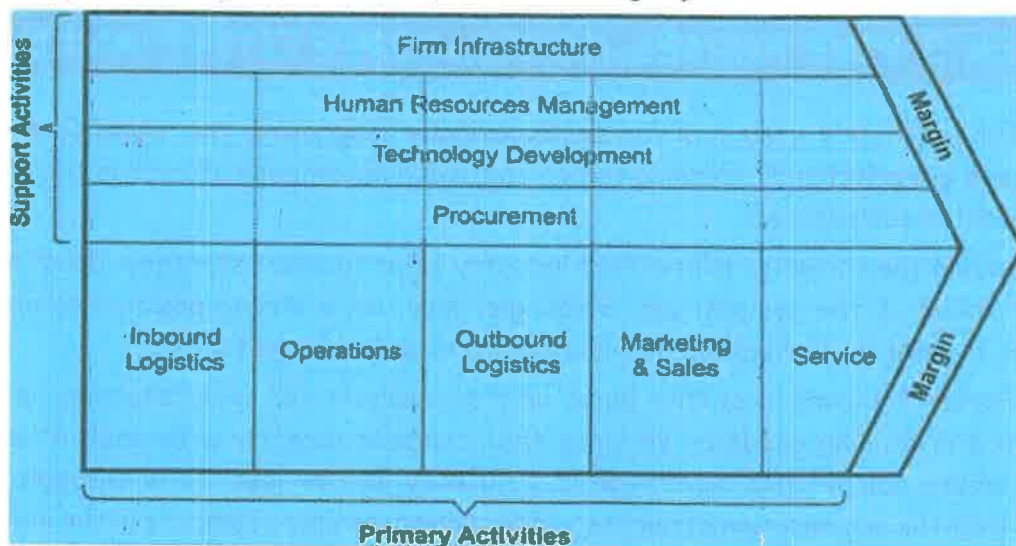 Support Activities
Firm Infrastructure
Human Resources Management
Technology Development
Procurement
Margin
Inbound
Logistics
Operations
Outbound
Logistics
Marketing
& Sales
Service
Margin
Primary Activities